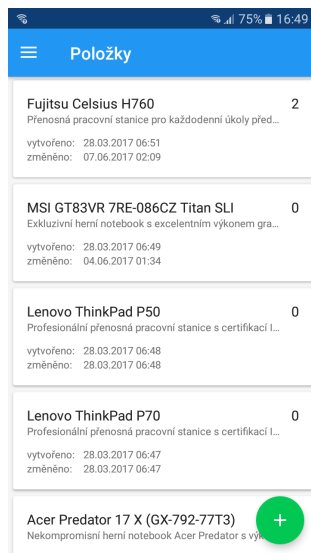 75% 16:49
Položky
Fujitsu Celsius H760 2
Přenosná pracovní stanice pro každodenní úkoly před...
vytvořeno: 28.03.2017 06:51
změněno: 07.06.2017 02:09
MSI GT83VR 7RE-086CZ Titan SLI 0
Exkluzivní herní notebook s excelentním výkonem gra...
vytvořeno: 28.03.2017 06:49
změněno: 04.06.2017 01:34
Lenovo ThinkPad P50 0
Profesionální přenosná pracovní stanice s certifikací I...
vytvořeno: 28.03.2017 06:48
změněno: 28.03.2017 06:48
Lenovo ThinkPad P70 0
Profesionální přenosná pracovní stanice s certifikací I...
vytvořeno: 28.03.2017 06:47
změněno: 28.03.2017 06:47
Acer Predator 17 X (GX-792-77T3)
Nekompromisní herní notebook Acer Predator s